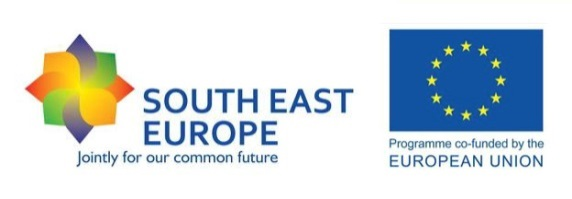 SOUTH EAST
EUROPE
Jointly for our common future
Programme co-funded by the
EUROPEAN UNION